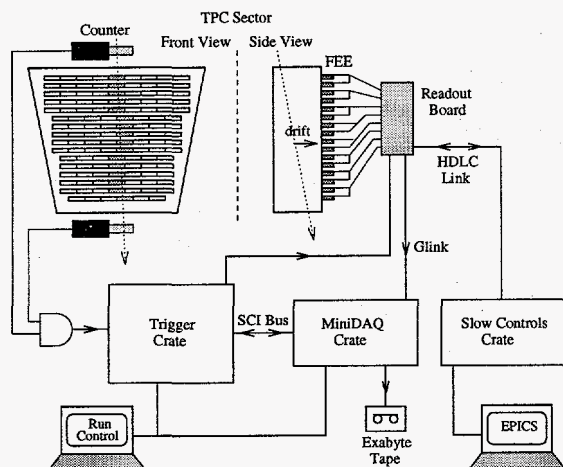 TPC Sector
Counter
Front View
Side View
FEE
Readout
Board
drift
HDLC
Link
Glink
Trigger
Crate
SCI Bus
MiniDAQ
Crate
Slow Controls
Crate
Run
Control
Exabyte
Tape
EPICS